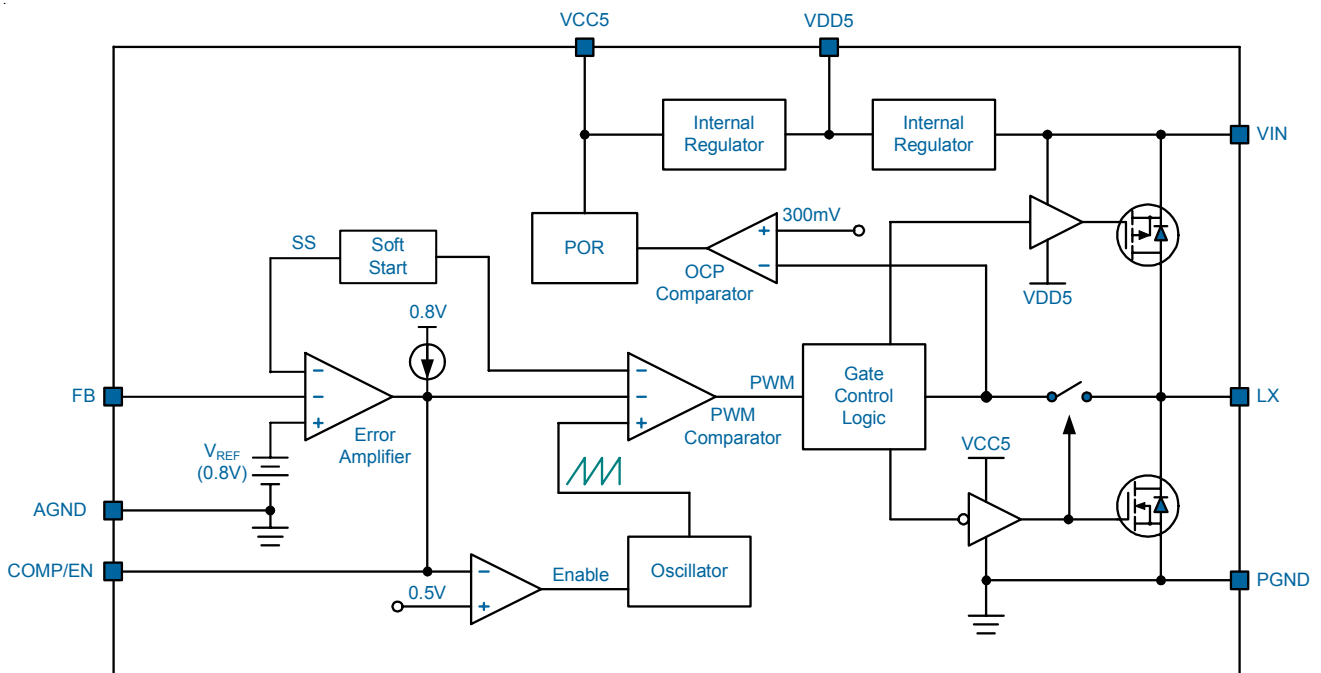 VCC5
VDD5
Internal
Regulator
Internal
Regulator
VIN
300mV
SS
Soft
Start
POR
OCP
Comparator
VDD5
0.8V
FB
PWM
Gate
Control
Logic
LX
Error
Amplifier
PWM
Comparator
VREF
(0.8V)
VCC5
AGND
COMP/EN
Enable
Oscillator
0.5V
PGND